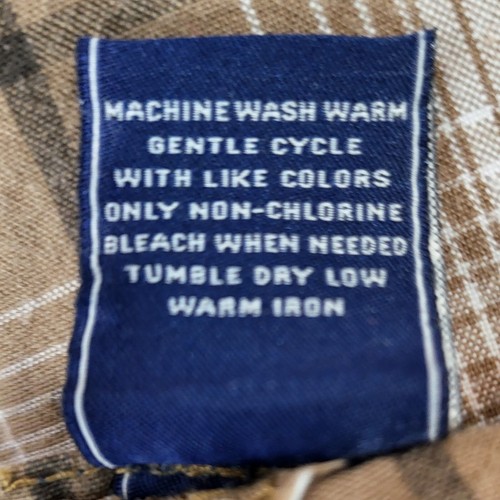 MACHINE WASH WARM
GENTLE CYCLE
WITH LIKE COLORS
ONLY NON-CHLORINE
BLEACH WHEN NEEDED
TUMBLE DRY LOW
WARM IRON